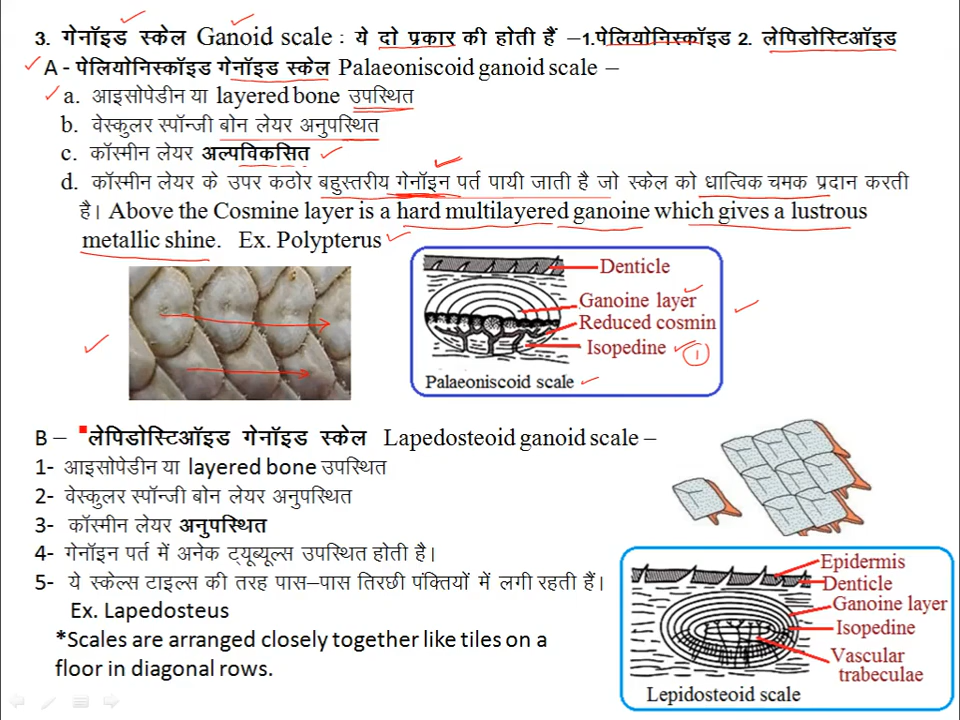 3. गेनॉइड स्केल Ganoid scale : ये दो प्रकार की होती हैं –1.पेलियोनिस्कॉइड 2. लेपिडोस्टिऑइड
A - पेलियोनिस्कॉइड गेनॉइड स्केल Palaeoniscoid ganoid scale –
a. आइसोपेडीन या layered bone उपस्थित
b. वेस्कुलर स्पॉन्जी बोन लेयर अनुपस्थित
c. कॉस्मीन लेयर अल्पविकसित
d. कॉस्मीन लेयर के उपर कठोर बहुस्तरीय गेनॉइन पर्त पायी जाती है जो स्केल को धात्विक चमक प्रदान करती
है। Above the Cosmine layer is a hard multilayered ganoine which gives a lustrous
metallic shine. Ex. Polypterus
Denticle
Ganoine layer
Reduced cosmin
Isopedine 1
Palaeoniscoid scale
B – लेपिडोस्टिऑइड गेनॉइड स्केल Lapedosteoid ganoid scale –
1- आइसोपेडीन या layered bone उपस्थित
2- वेस्कुलर स्पॉन्जी बोन लेयर अनुपस्थित
3- कॉस्मीन लेयर अनुपस्थित
4- गेनॉइन पर्त में अनेक ट्यूब्यूल्स उपस्थित होती है।
5- ये स्केल्स टाइल्स की तरह पास–पास तिरछी पंक्तियों में लगी रहती हैं।
Ex. Lapedosteus
*Scales are arranged closely together like tiles on a
floor in diagonal rows.
Epidermis
Denticle
Ganoine layer
Isopedine
Vascular
trabeculae
Lepidosteoid scale